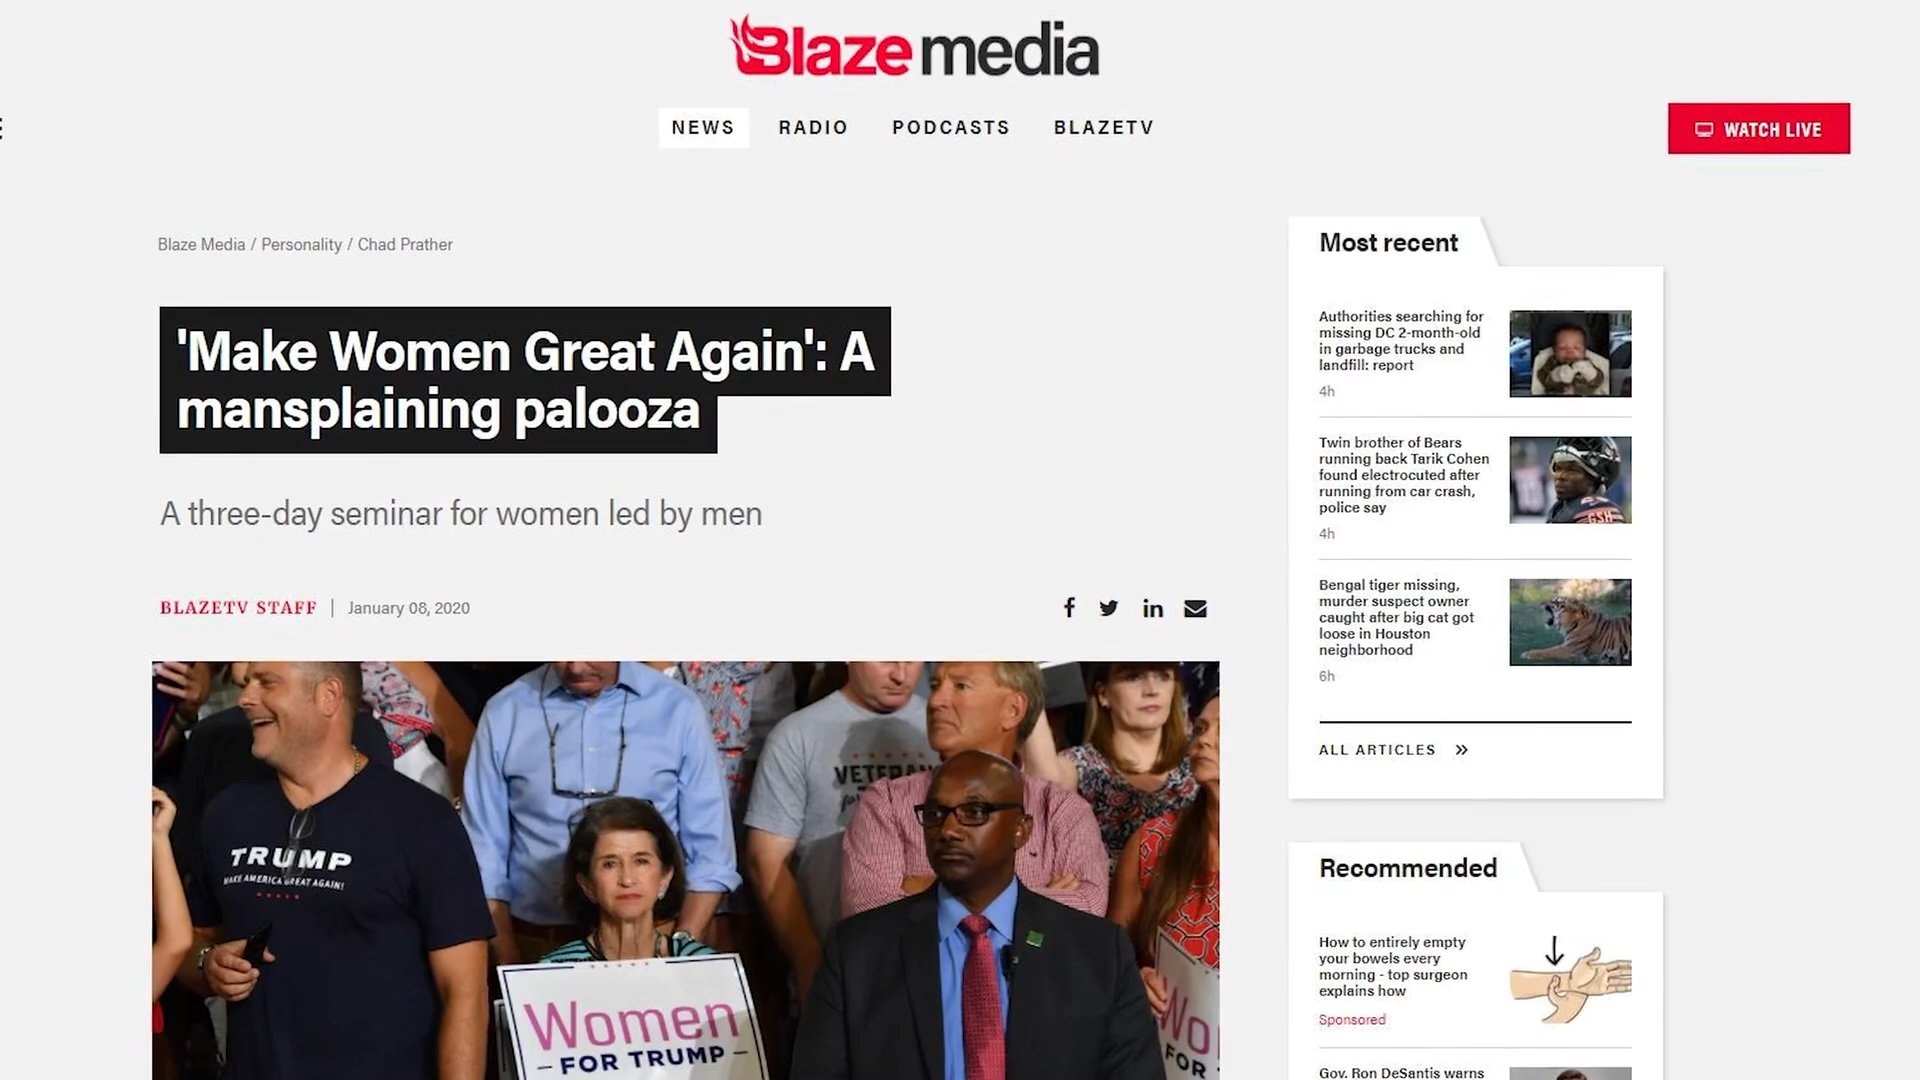 Blaze media
NEWS
RADIO
PODCASTS
BLAZETV
WATCH LIVE
Blaze Media / Personality / Chad Prather
'Make Women Great Again': A
mansplaining palooza
A three-day seminar for women led by men
BLAZETV STAFF | January 08, 2020
TRUMP
MAKE AMERICA GREAT AGAIN!
VETERAN
Women
FOR TRUMP
Wo
FOR
Most recent
Authorities searching for
missing DC 2-month-old
in garbage trucks and
landfill: report
4h
Twin brother of Bears
running back Tarik Cohen
found electrocuted after
running from car crash,
police say
4h
GSH
Bengal tiger missing,
murder suspect owner
caught after big cat got
loose in Houston
neighborhood
6h
ALL ARTICLES
Recommended
How to entirely empty
your bowels every
morning - top surgeon
explains how
Sponsored
Gov. Ron DeSantis warns